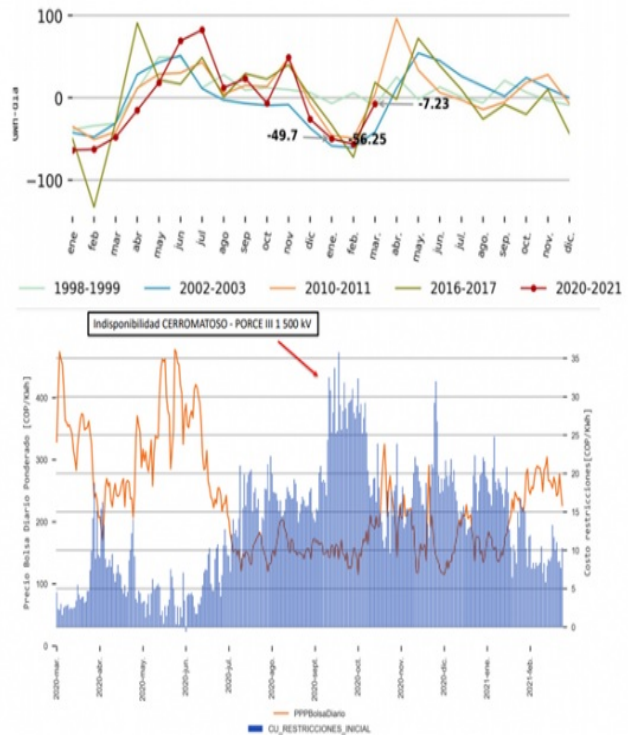 100
0
−100
GWh-día
-49.7
-56.25
-7.23
ene
feb
mar
abr
may
jun
jul
ago
sep
oct
nov
dic
ene.
feb.
mar.
abr.
may.
jun.
jul.
ago.
sep.
oct.
nov.
dic.
1998-1999
2002-2003
2010-2011
2016-2017
2020-2021
Indisponibilidad CERROMATOSO - PORCE III 1 500 kV
Precio Bolsa Diario Ponderado [COP/KWh]
400
300
200
100
0
35
30
25
20
15
10
5
0
Costo restricciones[COP/KWh]
2020-mar.
2020-abr.
2020-may.
2020-jun.
2020-jul.
2020-ago.
2020-sept.
2020-oct.
2020-nov.
2020-dic.
2021-ene.
2021-feb.
PPPBolsaDiario
CU_RESTRICCIONES_INICIAL